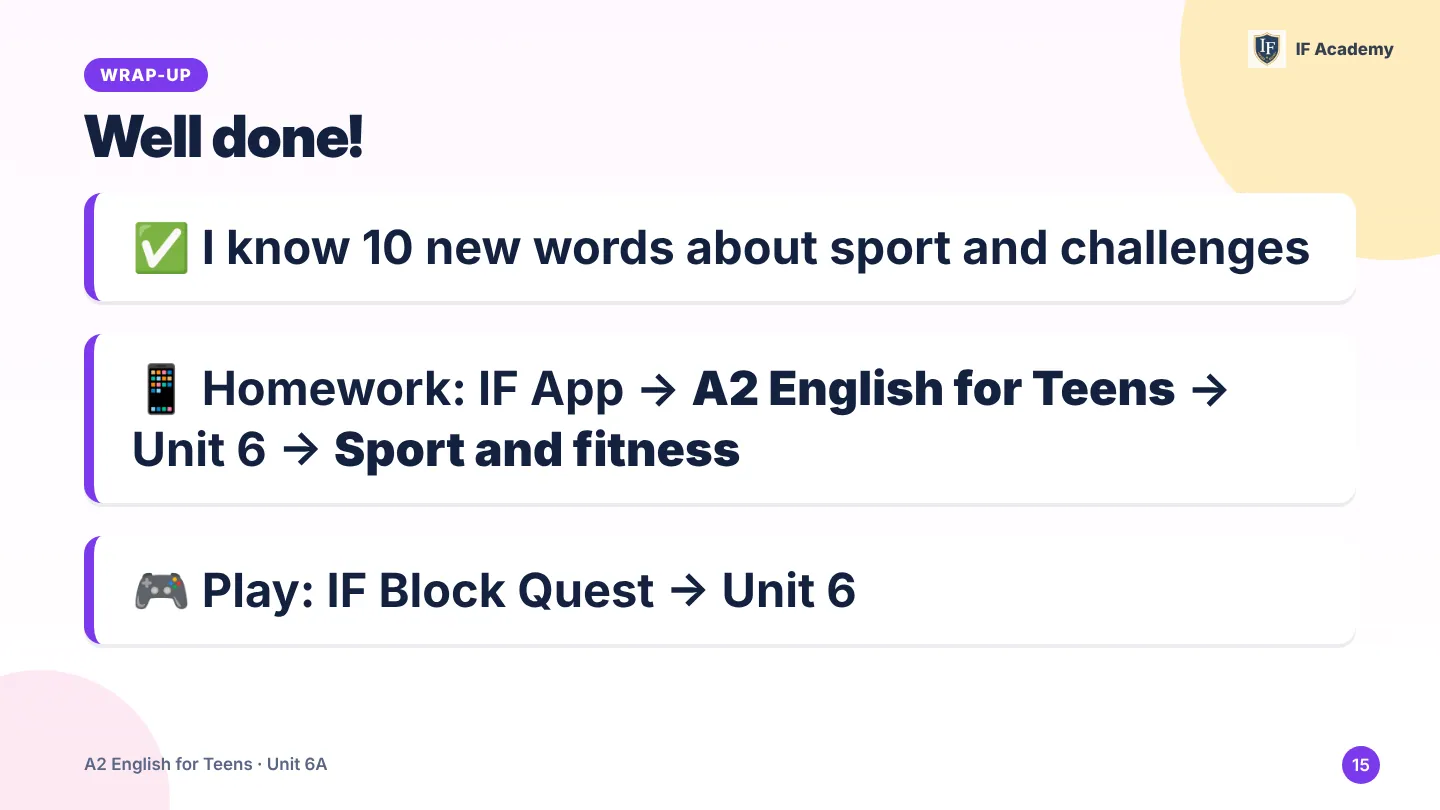 IF IF Academy
WRAP-UP
Well done!
✅ I know 10 new words about sport and challenges
📱 Homework: IF App → A2 English for Teens →
Unit 6 → Sport and fitness
🎮 Play: IF Block Quest → Unit 6
A2 English for Teens · Unit 6A
15